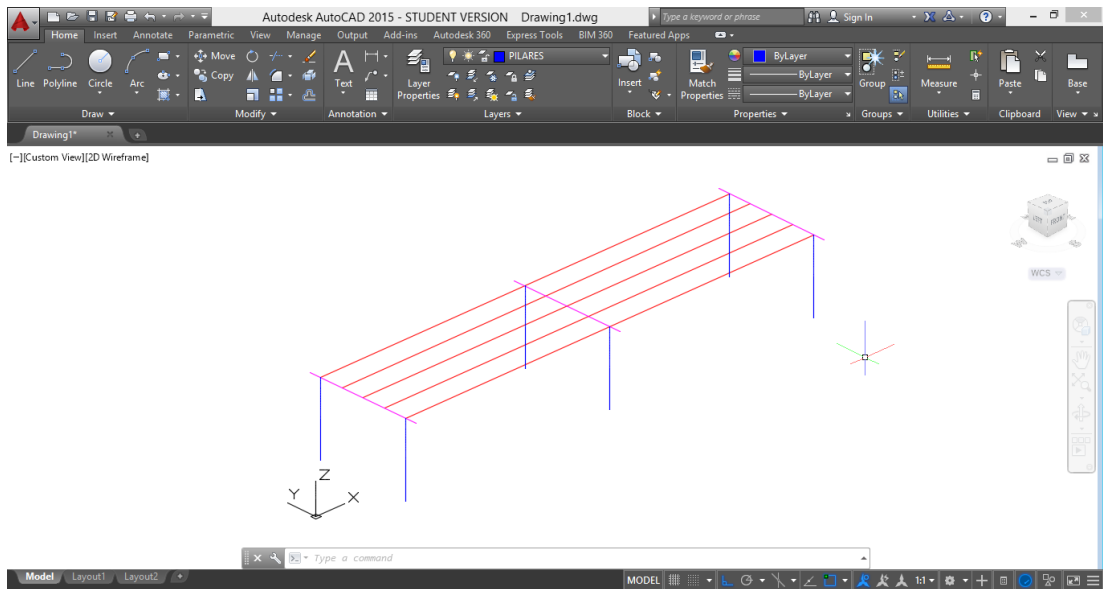 Autodesk AutoCAD 2015 - STUDENT VERSION Drawing1.dwg
Type a keyword or phrase
Sign In
Home Insert Annotate Parametric View Manage Output Add-ins Autodesk 360 Express Tools BIM 360 Featured Apps
Move
PILARES
ByLayer
Copy
ByLayer
Line Polyline Circle Arc
Text
Layer
Properties
Insert
Match
Properties
ByLayer
Group
Measure
Paste
Base
Draw Modify Annotation Layers Block Properties Groups Utilities Clipboard View
Drawing1*
[−][Custom View][2D Wireframe]
LEFT FRONT
WCS
Z
Y
X
Type a command
Model Layout1 Layout2 +
MODEL 1:1